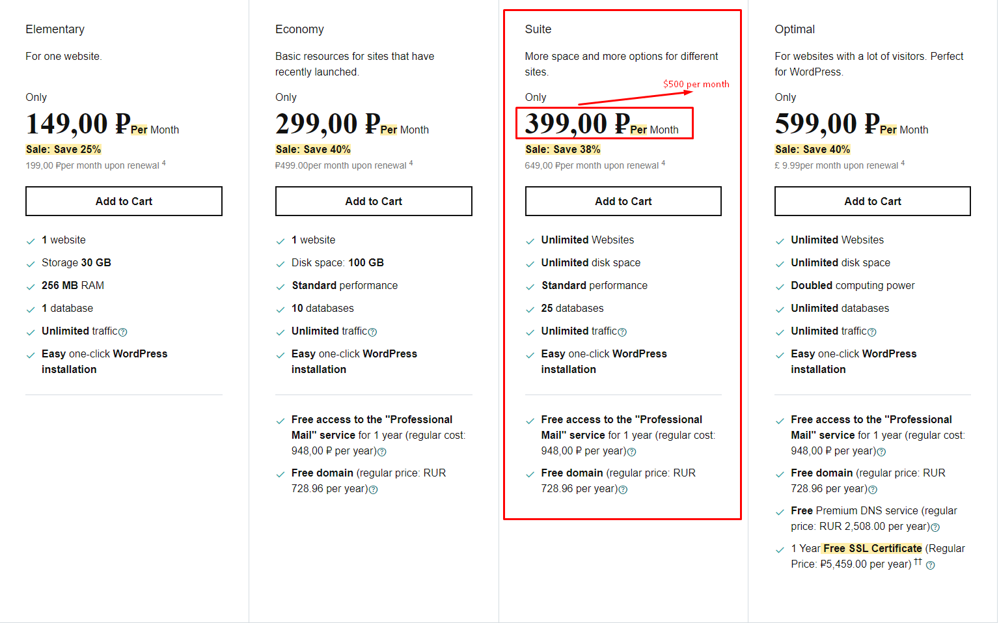 Elementary
For one website.
Only
149,00 ₽Per Month
Sale: Save 25%
199,00 ₽per month upon renewal 4
Add to Cart
1 website
Storage 30 GB
256 MB RAM
1 database
Unlimited traffic?
Easy one-click WordPress
installation
Economy
Basic resources for sites that have
recently launched.
Only
299,00 ₽Per Month
Sale: Save 40%
₽499.00per month upon renewal 4
Add to Cart
1 website
Disk space: 100 GB
Standard performance
10 databases
Unlimited traffic?
Easy one-click WordPress
installation
Free access to the "Professional
Mail" service for 1 year (regular cost:
948,00 ₽ per year)?
Free domain (regular price: RUR
728.96 per year)?
Suite
More space and more options for different
sites.
$500 per month
Only
399,00 ₽Per Month
Sale: Save 38%
649,00 ₽per month upon renewal 4
Add to Cart
Unlimited Websites
Unlimited disk space
Standard performance
25 databases
Unlimited traffic?
Easy one-click WordPress
installation
Free access to the "Professional
Mail" service for 1 year (regular cost:
948,00 ₽ per year)?
Free domain (regular price: RUR
728.96 per year)?
Optimal
For websites with a lot of visitors. Perfect
for WordPress.
Only
599,00 ₽Per Month
Sale: Save 40%
£ 9.99per month upon renewal 4
Add to Cart
Unlimited Websites
Unlimited disk space
Doubled computing power
Unlimited databases
Unlimited traffic?
Easy one-click WordPress
installation
Free access to the "Professional
Mail" service for 1 year (regular cost:
948,00 ₽ per year)?
Free domain (regular price: RUR
728.96 per year)?
Free Premium DNS service (regular
price: RUR 2,508.00 per year)?
1 Year Free SSL Certificate (Regular
Price: ₽5,459.00 per year) †† ?